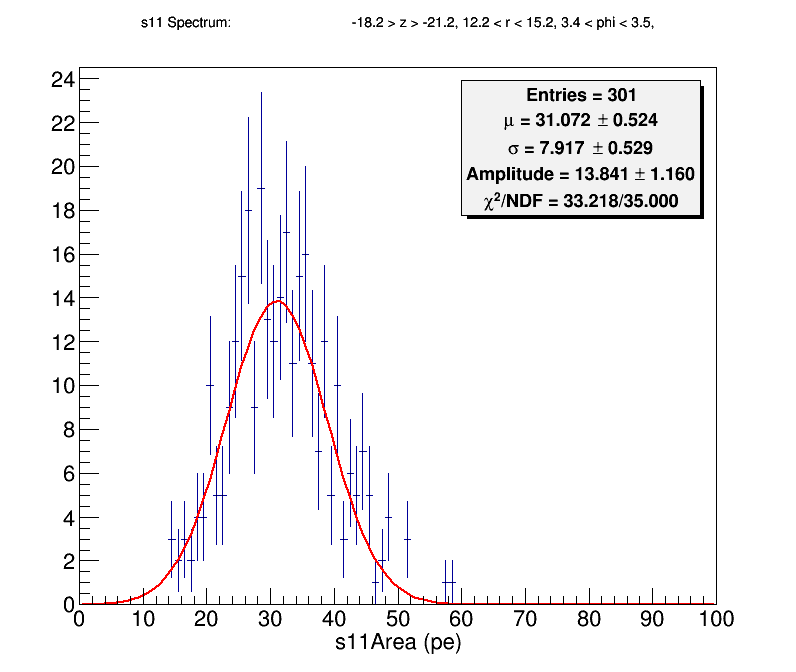 s11 Spectrum: -18.2 > z > -21.2, 12.2 < r < 15.2, 3.4 < phi < 3.5,
Entries = 301
μ = 31.072 ± 0.524
σ = 7.917 ± 0.529
Amplitude = 13.841 ± 1.160
χ²/NDF = 33.218/35.000
24
22
20
18
16
14
12
10
8
6
4
2
0
0 10 20 30 40 50 60 70 80 90 100
s11Area (pe)